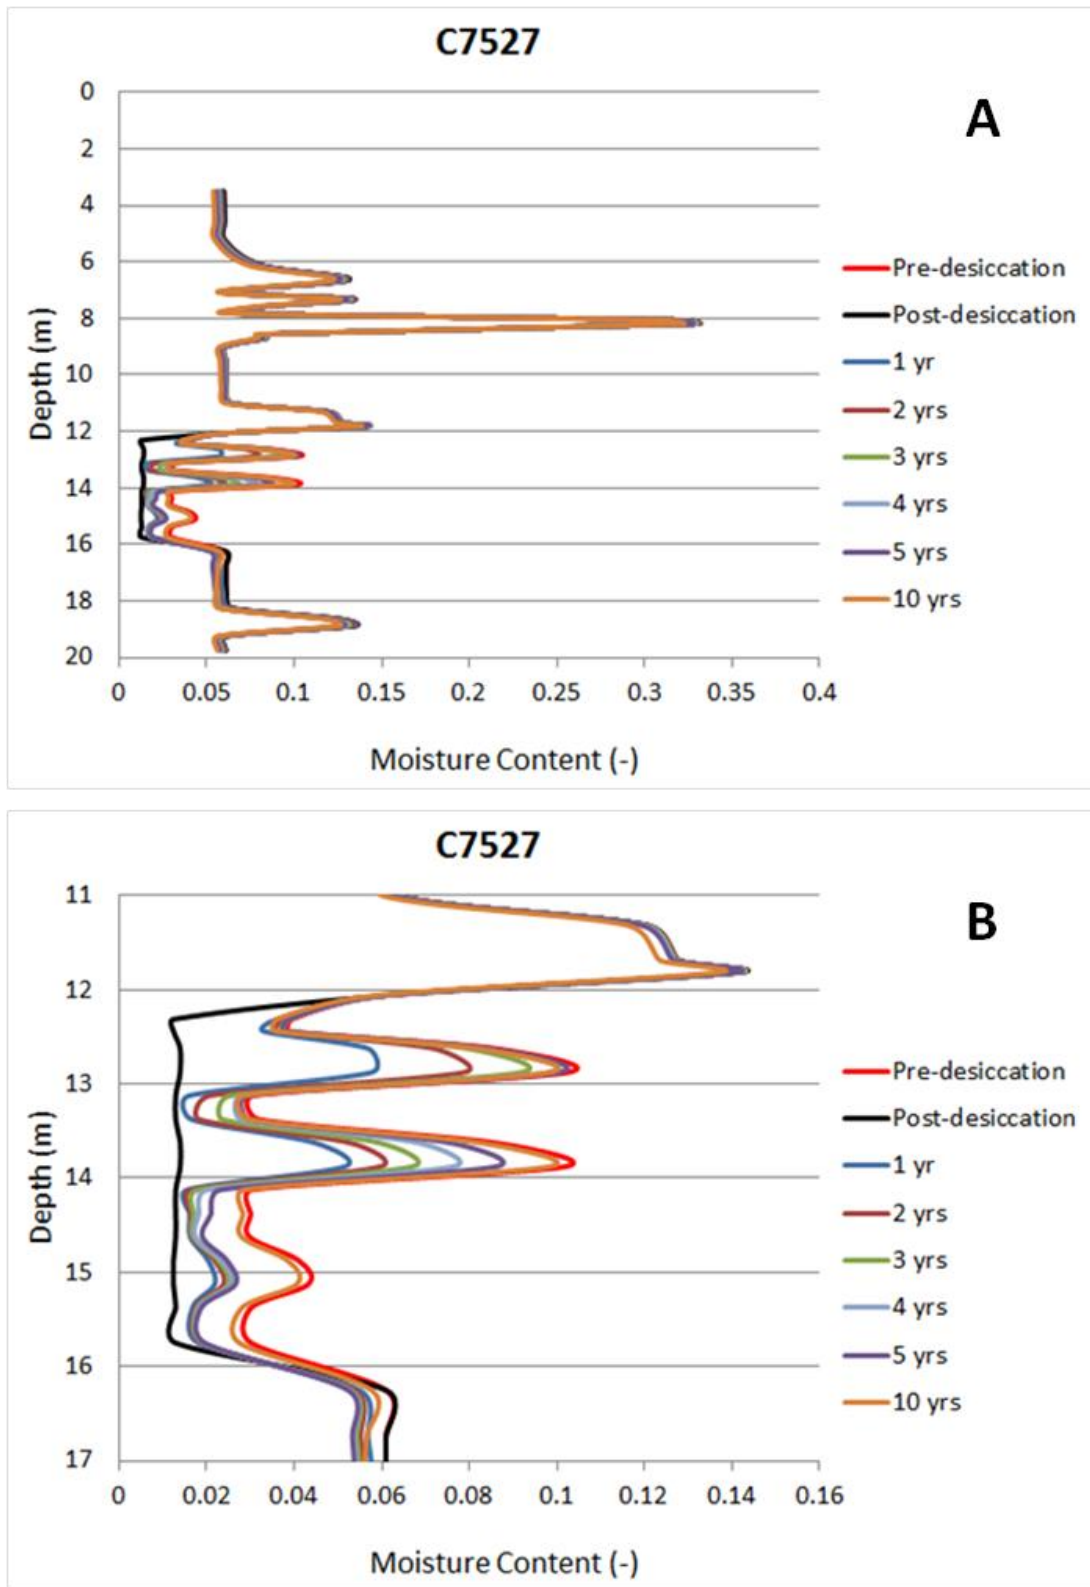 C7527
A
0
2
4
6
8
10
12
14
16
18
20
Depth (m)
0 0.05 0.1 0.15 0.2 0.25 0.3 0.35 0.4
Moisture Content (-)
Pre-desiccation
Post-desiccation
1 yr
2 yrs
3 yrs
4 yrs
5 yrs
10 yrs
C7527
B
11
12
13
14
15
16
17
Depth (m)
0 0.02 0.04 0.06 0.08 0.1 0.12 0.14 0.16
Moisture Content (-)
Pre-desiccation
Post-desiccation
1 yr
2 yrs
3 yrs
4 yrs
5 yrs
10 yrs